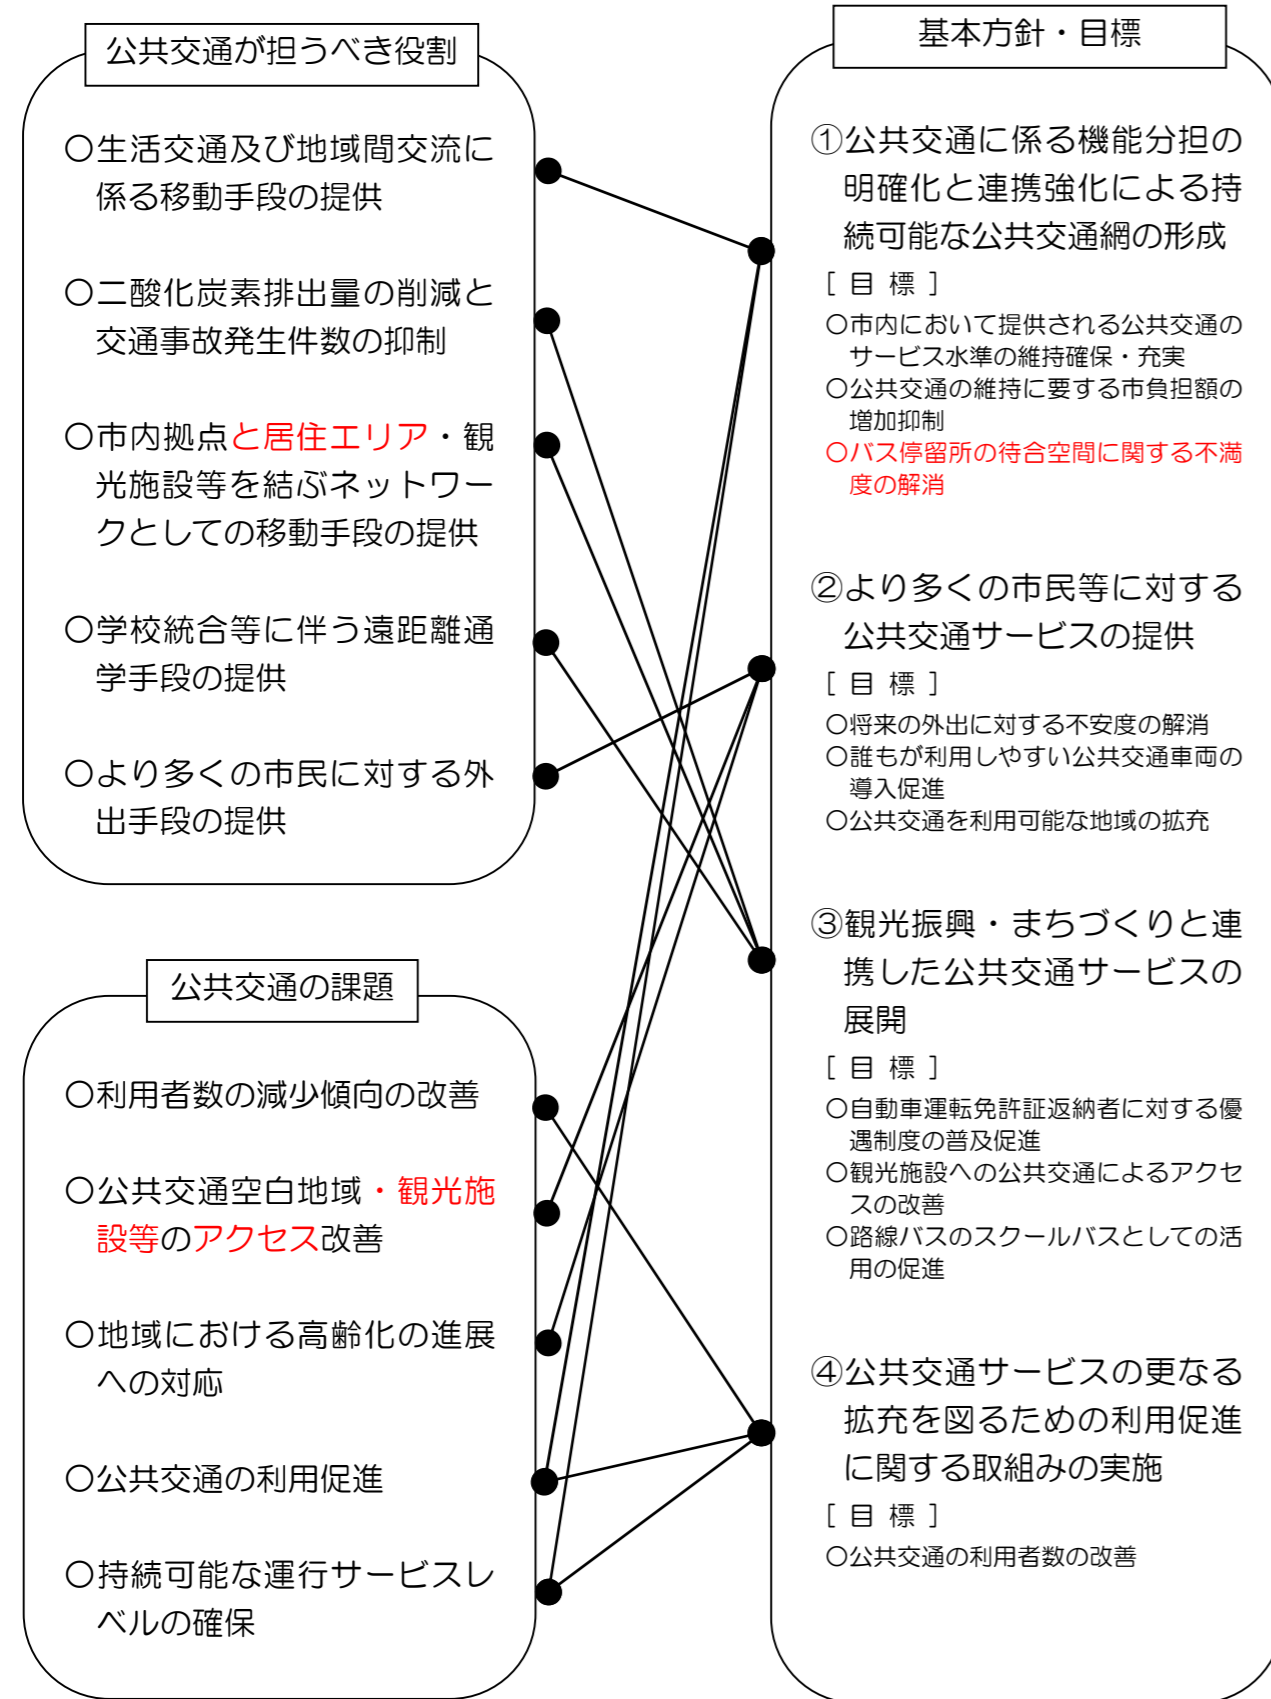 公共交通が担うべき役割
〇生活交通及び地域間交流に
係る移動手段の提供
〇二酸化炭素排出量の削減と
交通事故発生件数の抑制
〇市内拠点と居住エリア・観
光施設等を結ぶネットワー
クとしての移動手段の提供
〇学校統合等に伴う遠距離通
学手段の提供
〇より多くの市民に対する外
出手段の提供
公共交通の課題
〇利用者数の減少傾向の改善
〇公共交通空白地域・観光施
設等のアクセス改善
〇地域における高齢化の進展
への対応
〇公共交通の利用促進
〇持続可能な運行サービスレ
ベルの確保
基本方針・目標
①公共交通に係る機能分担の
明確化と連携強化による持
続可能な公共交通網の形成
[ 目 標 ]
〇市内において提供される公共交通の
サービス水準の維持確保・充実
〇公共交通の維持に要する市負担額の
増加抑制
〇バス停留所の待合空間に関する不満
度の解消
②より多くの市民等に対する
公共交通サービスの提供
[ 目 標 ]
〇将来の外出に対する不安度の解消
〇誰もが利用しやすい公共交通車両の
導入促進
〇公共交通を利用可能な地域の拡充
③観光振興・まちづくりと連
携した公共交通サービスの
展開
[ 目 標 ]
〇自動車運転免許証返納者に対する優
遇制度の普及促進
〇観光施設への公共交通によるアクセ
スの改善
〇路線バスのスクールバスとしての活
用の促進
④公共交通サービスの更なる
拡充を図るための利用促進
に関する取組みの実施
[ 目 標 ]
〇公共交通の利用者数の改善